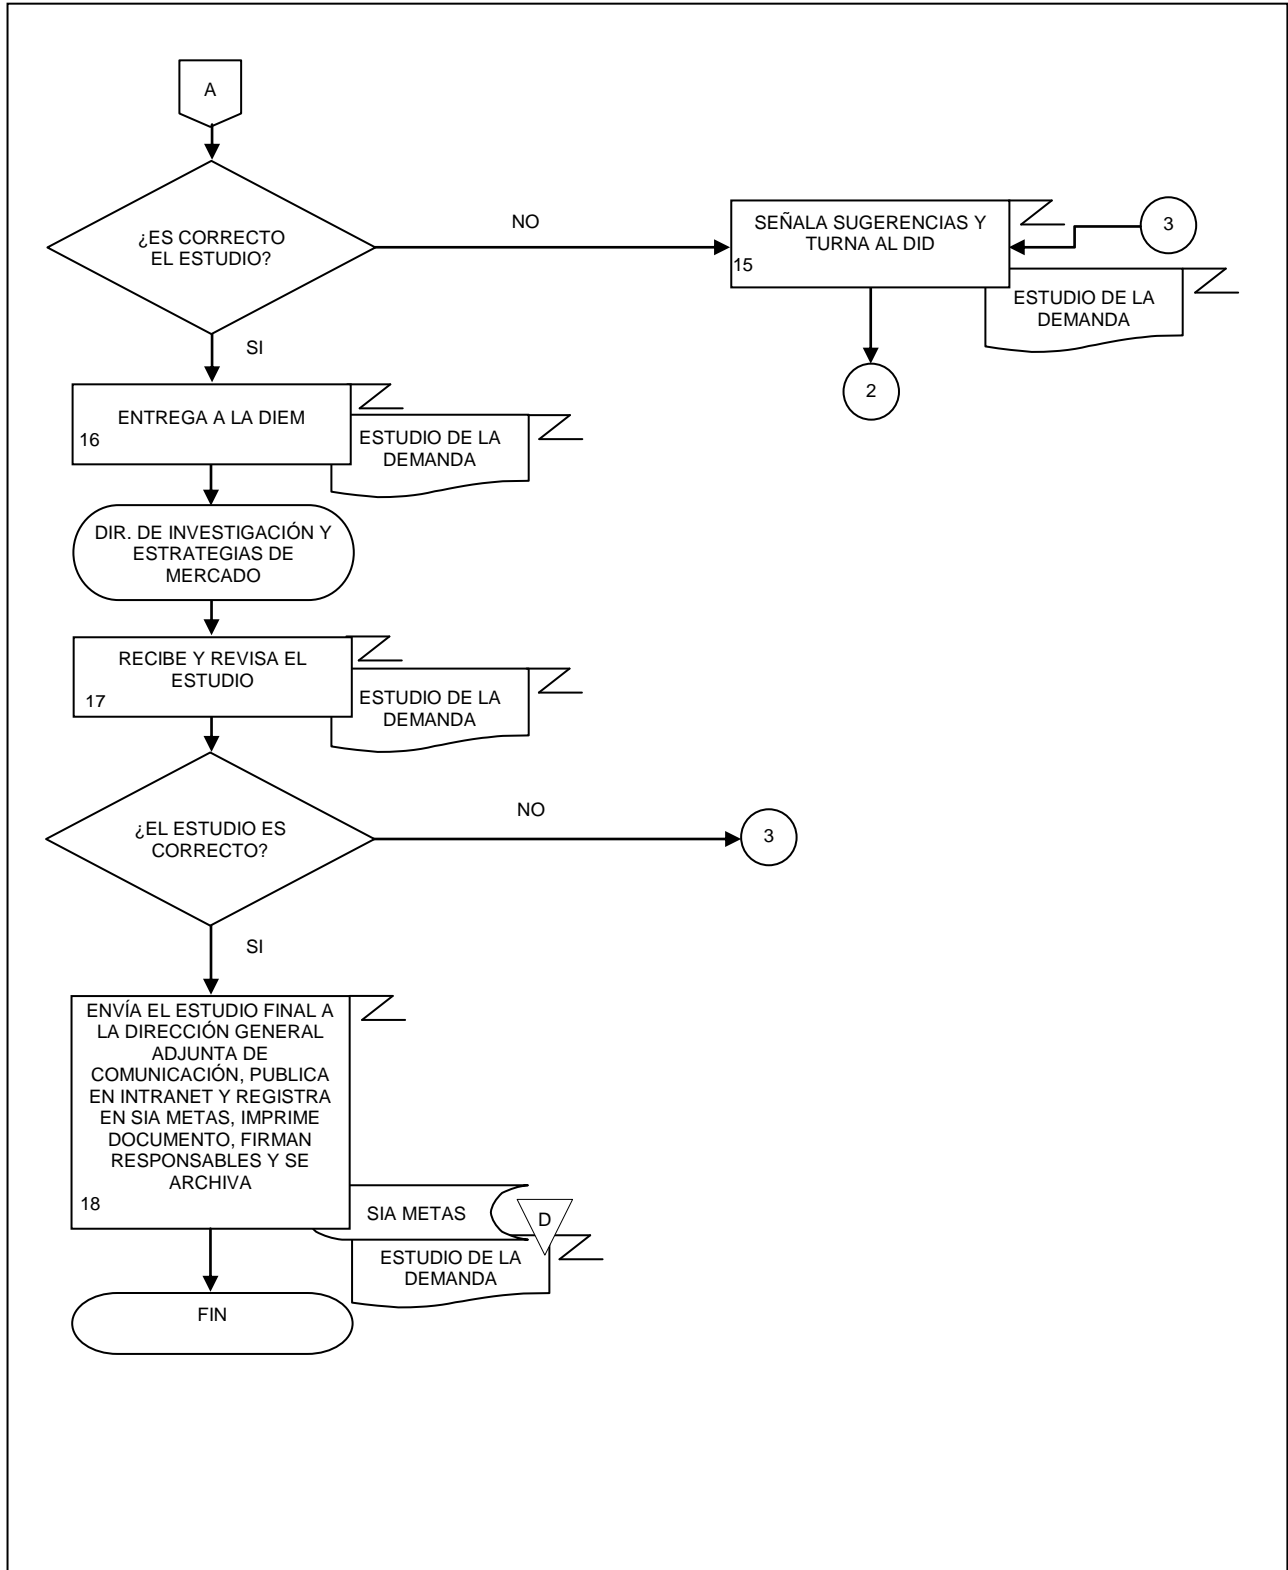 A
¿ES CORRECTO
EL ESTUDIO?
NO
SEÑALA SUGERENCIAS Y
TURNA AL DID
15
3
ESTUDIO DE LA
DEMANDA
2
SI
ENTREGA A LA DIEM
16
ESTUDIO DE LA
DEMANDA
DIR. DE INVESTIGACIÓN Y
ESTRATEGIAS DE
MERCADO
RECIBE Y REVISA EL
ESTUDIO
17
ESTUDIO DE LA
DEMANDA
¿EL ESTUDIO ES
CORRECTO?
NO
3
SI
ENVÍA EL ESTUDIO FINAL A
LA DIRECCIÓN GENERAL
ADJUNTA DE
COMUNICACIÓN, PUBLICA
EN INTRANET Y REGISTRA
EN SIA METAS, IMPRIME
DOCUMENTO, FIRMAN
RESPONSABLES Y SE
ARCHIVA
18
SIA METAS
D
ESTUDIO DE LA
DEMANDA
FIN